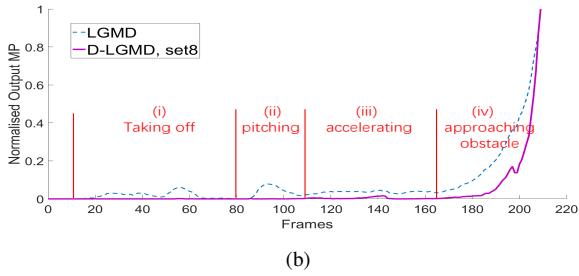 1
0.8
0.6
0.4
0.2
0
Normalised Output MP
LGMD
D-LGMD, set8
(i)
Taking off
(ii)
pitching
(iii)
accelerating
(iv)
approaching
obstacle
0 20 40 60 80 100 120 140 160 180 200 220
Frames
(b)